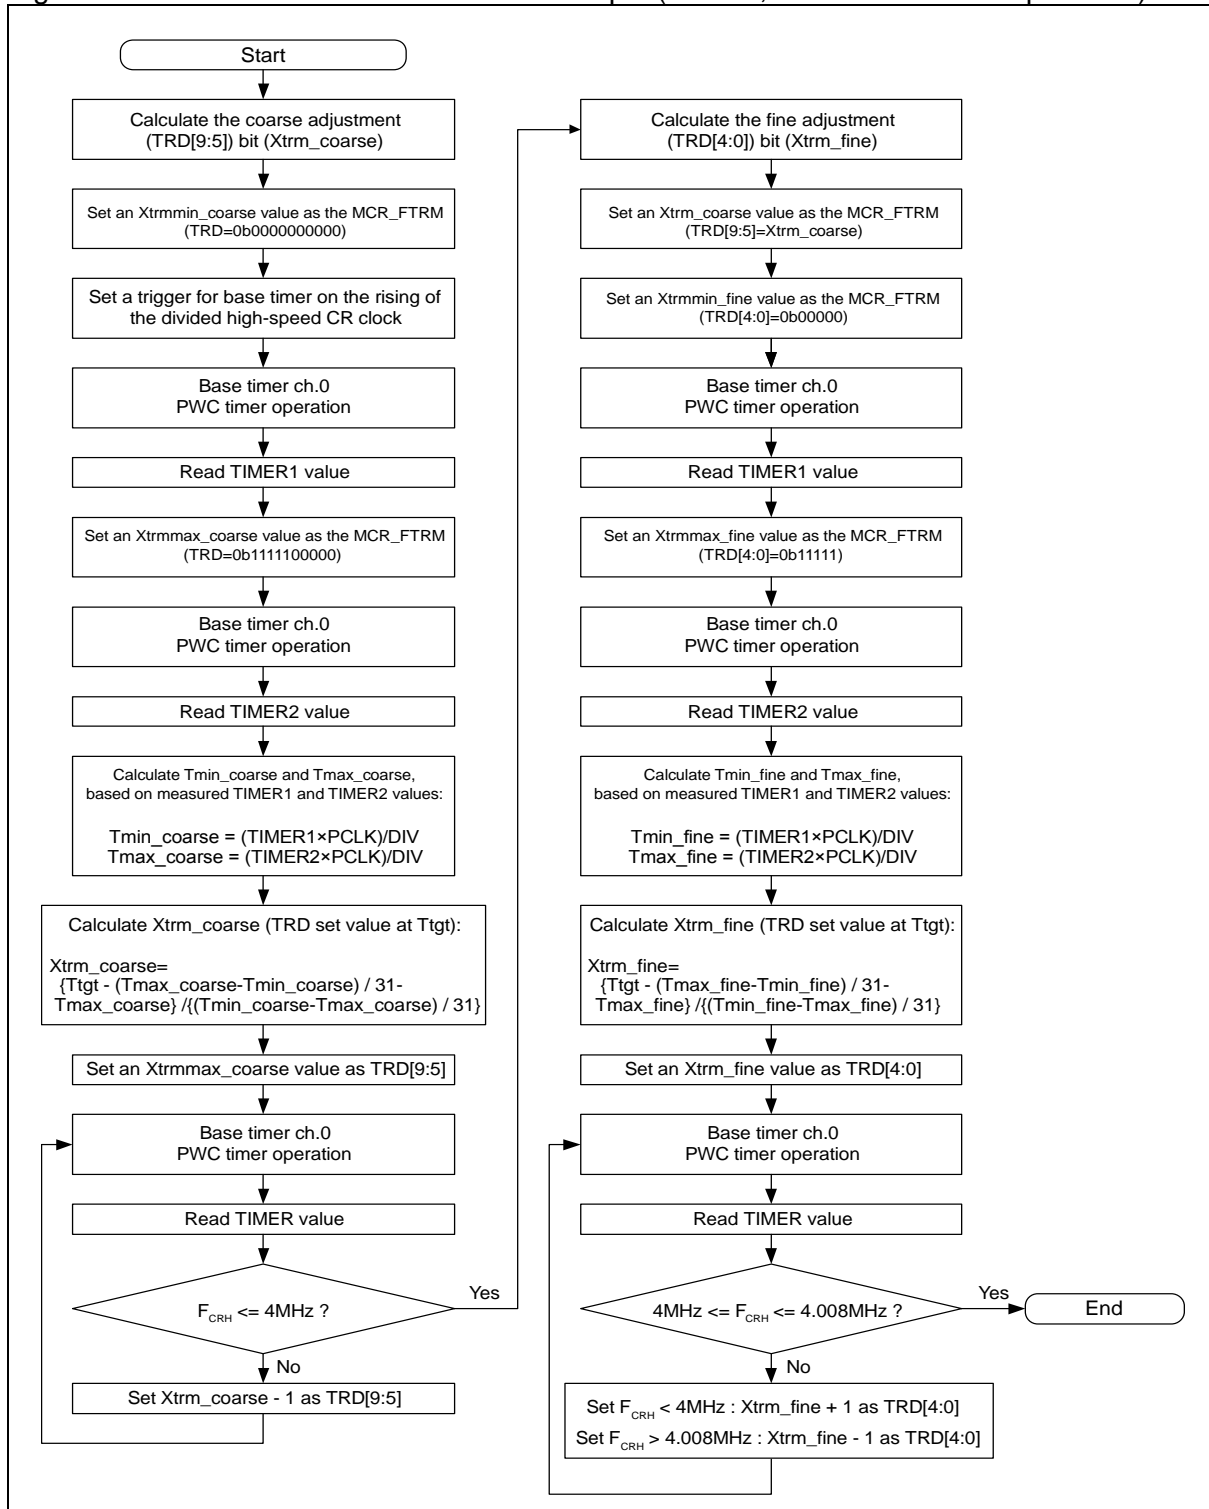 Start
Calculate the coarse adjustment
(TRD[9:5]) bit (Xtrm_coarse)
Set an Xtrmmin_coarse value as the MCR_FTRM
(TRD=0b0000000000)
Set a trigger for base timer on the rising of
the divided high-speed CR clock
Base timer ch.0
PWC timer operation
Read TIMER1 value
Set an Xtrmmax_coarse value as the MCR_FTRM
(TRD=0b1111100000)
Base timer ch.0
PWC timer operation
Read TIMER2 value
Calculate Tmin_coarse and Tmax_coarse,
based on measured TIMER1 and TIMER2 values:
Tmin_coarse = (TIMER1×PCLK)/DIV
Tmax_coarse = (TIMER2×PCLK)/DIV
Calculate Xtrm_coarse (TRD set value at Ttgt):
Xtrm_coarse=
{Ttgt - (Tmax_coarse-Tmin_coarse) / 31-
Tmax_coarse} /{(Tmin_coarse-Tmax_coarse) / 31}
Set an Xtrmmax_coarse value as TRD[9:5]
Base timer ch.0
PWC timer operation
Read TIMER value
F_CRH <= 4MHz ?
Yes
No
Set Xtrm_coarse - 1 as TRD[9:5]
Calculate the fine adjustment
(TRD[4:0]) bit (Xtrm_fine)
Set an Xtrm_coarse value as the MCR_FTRM
(TRD[9:5]=Xtrm_coarse)
Set an Xtrmmin_fine value as the MCR_FTRM
(TRD[4:0]=0b00000)
Base timer ch.0
PWC timer operation
Read TIMER1 value
Set an Xtrmmax_fine value as the MCR_FTRM
(TRD[4:0]=0b11111)
Base timer ch.0
PWC timer operation
Read TIMER2 value
Calculate Tmin_fine and Tmax_fine,
based on measured TIMER1 and TIMER2 values:
Tmin_fine = (TIMER1×PCLK)/DIV
Tmax_fine = (TIMER2×PCLK)/DIV
Calculate Xtrm_fine (TRD set value at Ttgt):
Xtrm_fine=
{Ttgt - (Tmax_fine-Tmin_fine) / 31-
Tmax_fine} /{(Tmin_fine-Tmax_fine) / 31}
Set an Xtrm_fine value as TRD[4:0]
Base timer ch.0
PWC timer operation
Read TIMER value
4MHz <= F_CRH <= 4.008MHz ?
Yes
End
No
Set F_CRH < 4MHz : Xtrm_fine + 1 as TRD[4:0]
Set F_CRH > 4.008MHz : Xtrm_fine - 1 as TRD[4:0]